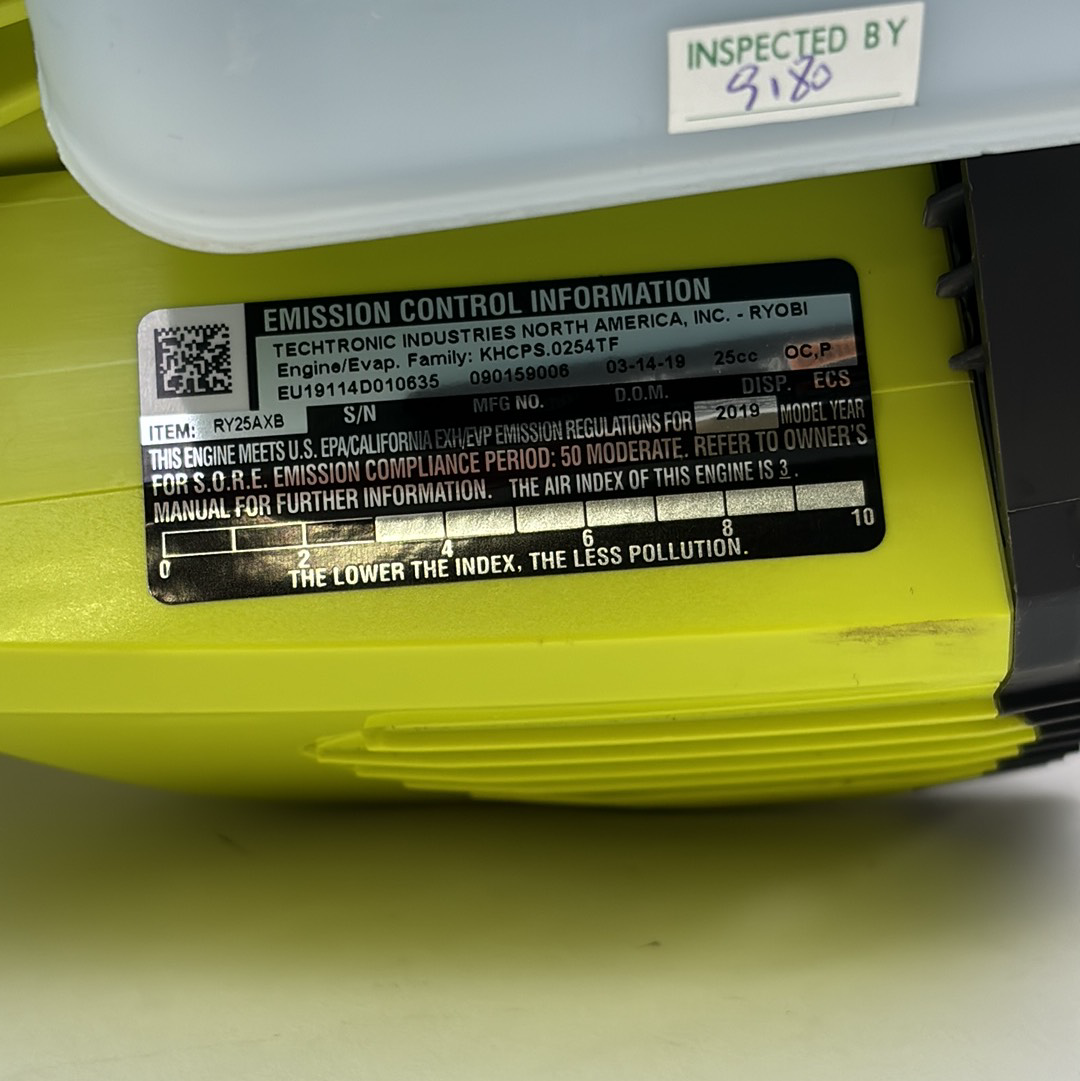 INSPECTED BY
9180
EMISSION CONTROL INFORMATION
TECHTRONIC INDUSTRIES NORTH AMERICA, INC. - RYOBI
Engine/Evap. Family: KHCPS.0254TF
EU19114D010635 090159006 03-14-19 25cc OC,P
ITEM: RY25AXB S/N MFG NO. D.O.M. DISP. ECS
THIS ENGINE MEETS U.S. EPA/CALIFORNIA EXH/EVP EMISSION REGULATIONS FOR 2019 MODEL YEAR
FOR S.O.R.E. EMISSION COMPLIANCE PERIOD: 50 MODERATE. REFER TO OWNER'S
MANUAL FOR FURTHER INFORMATION. THE AIR INDEX OF THIS ENGINE IS 3.
0 2 4 6 8 10
THE LOWER THE INDEX, THE LESS POLLUTION.